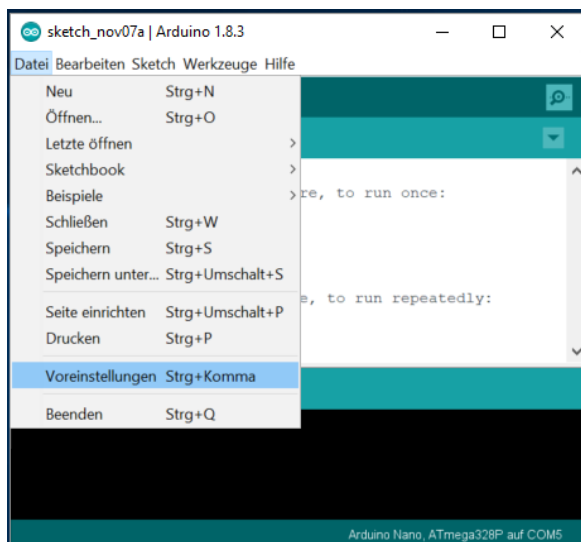 sketch_nov07a | Arduino 1.8.3
Datei Bearbeiten Sketch Werkzeuge Hilfe
Neu Strg+N
Öffnen... Strg+O
Letzte öffnen
Sketchbook
Beispiele
re, to run once:
Schließen Strg+W
Speichern Strg+S
Speichern unter... Strg+Umschalt+S
e, to run repeatedly:
Seite einrichten Strg+Umschalt+P
Drucken Strg+P
Voreinstellungen Strg+Komma
Beenden Strg+Q
Arduino Nano, ATmega328P auf COM5